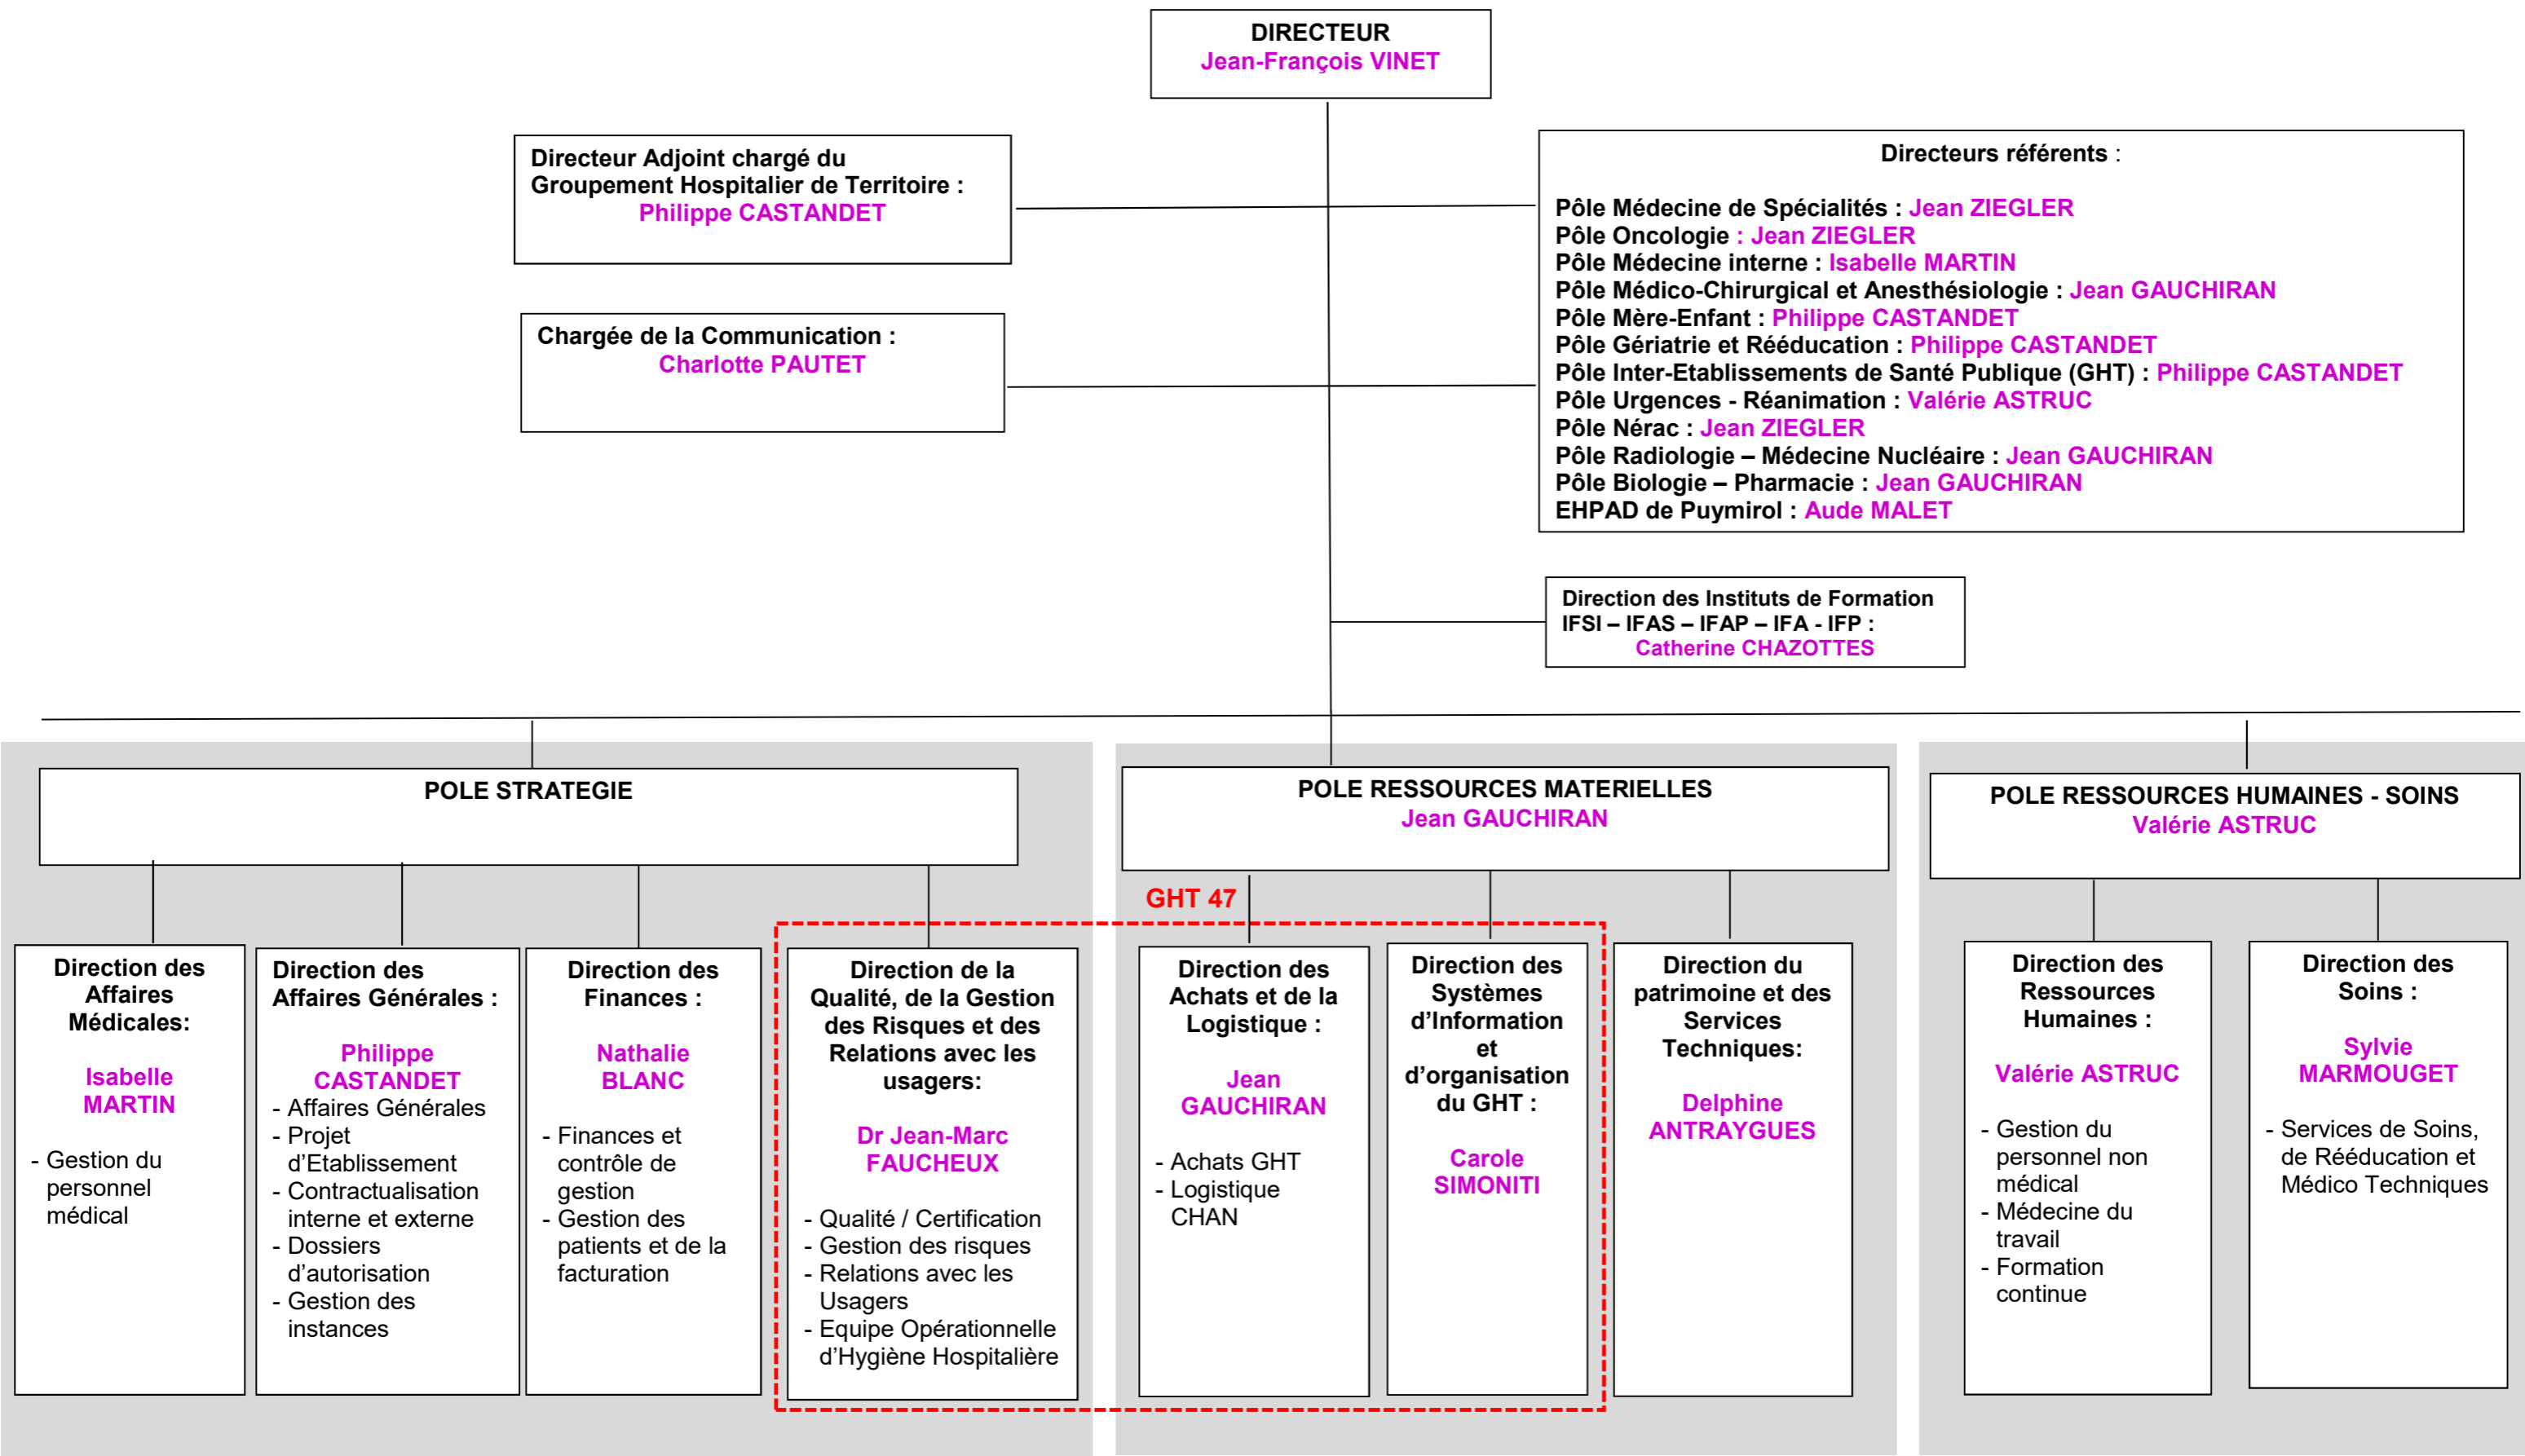 DIRECTEUR
Jean-François VINET
Directeur Adjoint chargé du
Groupement Hospitalier de Territoire :
Philippe CASTANDET
Chargée de la Communication :
Charlotte PAUTET
Directeurs référents :
Pôle Médecine de Spécialités : Jean ZIEGLER
Pôle Oncologie : Jean ZIEGLER
Pôle Médecine interne : Isabelle MARTIN
Pôle Médico-Chirurgical et Anesthésiologie : Jean GAUCHIRAN
Pôle Mère-Enfant : Philippe CASTANDET
Pôle Gériatrie et Rééducation : Philippe CASTANDET
Pôle Inter-Etablissements de Santé Publique (GHT) : Philippe CASTANDET
Pôle Urgences - Réanimation : Valérie ASTRUC
Pôle Nérac : Jean ZIEGLER
Pôle Radiologie – Médecine Nucléaire : Jean GAUCHIRAN
Pôle Biologie – Pharmacie : Jean GAUCHIRAN
EHPAD de Puymirol : Aude MALET
Direction des Instituts de Formation
IFSI – IFAS – IFAP – IFA - IFP :
Catherine CHAZOTTES
POLE STRATEGIE
Direction des
Affaires
Médicales:
Isabelle
MARTIN
- Gestion du
personnel
médical
Direction des
Affaires Générales :
Philippe
CASTANDET
- Affaires Générales
- Projet
d’Etablissement
- Contractualisation
interne et externe
- Dossiers
d’autorisation
- Gestion des
instances
Direction des
Finances :
Nathalie
BLANC
- Finances et
contrôle de
gestion
- Gestion des
patients et de la
facturation
Direction de la
Qualité, de la Gestion
des Risques et des
Relations avec les
usagers:
Dr Jean-Marc
FAUCHEUX
- Qualité / Certification
- Gestion des risques
- Relations avec les
Usagers
- Equipe Opérationnelle
d’Hygiène Hospitalière
POLE RESSOURCES MATERIELLES
Jean GAUCHIRAN
GHT 47
Direction des
Achats et de la
Logistique :
Jean
GAUCHIRAN
- Achats GHT
- Logistique
CHAN
Direction des
Systèmes
d’Information
et
d’organisation
du GHT :
Carole
SIMONITI
Direction du
patrimoine et des
Services
Techniques:
Delphine
ANTRAYGUES
POLE RESSOURCES HUMAINES - SOINS
Valérie ASTRUC
Direction des
Ressources
Humaines :
Valérie ASTRUC
- Gestion du
personnel non
médical
- Médecine du
travail
- Formation
continue
Direction des
Soins :
Sylvie
MARMOUGET
- Services de Soins,
de Rééducation et
Médico Techniques